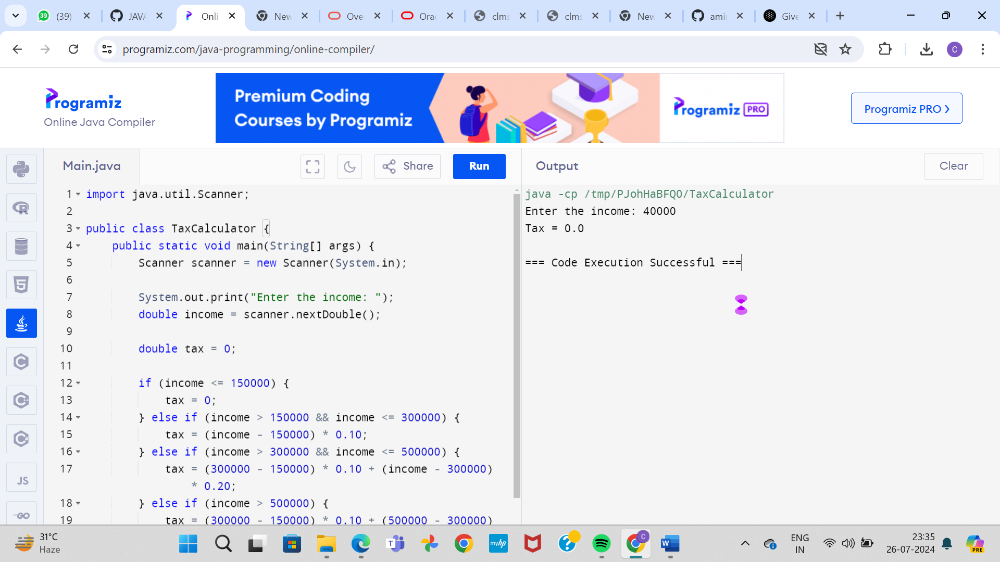 39 (39)
JAVA
Onli
New
Ove
Orac
clms
clms
New
ami
Give
programiz.com/java-programming/online-compiler/
C
Programiz
Online Java Compiler
Premium Coding
Courses by Programiz
Programiz PRO
Programiz PRO ❯
Main.java
Share
Run
Output
Clear
1 import java.util.Scanner;
2
3 public class TaxCalculator {
4 public static void main(String[] args) {
5 Scanner scanner = new Scanner(System.in);
6
7 System.out.print("Enter the income: ");
8 double income = scanner.nextDouble();
9
10 double tax = 0;
11
12 if (income <= 150000) {
13 tax = 0;
14 } else if (income > 150000 && income <= 300000) {
15 tax = (income - 150000) * 0.10;
16 } else if (income > 300000 && income <= 500000) {
17 tax = (300000 - 150000) * 0.10 + (income - 300000)
* 0.20;
18 } else if (income > 500000) {
19 tax = (300000 - 150000) * 0.10 + (500000 - 300000)
java -cp /tmp/PJohHaBFQO/TaxCalculator
Enter the income: 40000
Tax = 0.0
=== Code Execution Successful ===
R
5
C
C
C#
JS
GO
31°C
Haze
T
myhp
?
C
W
ENG
IN
23:35
26-07-2024
PRE